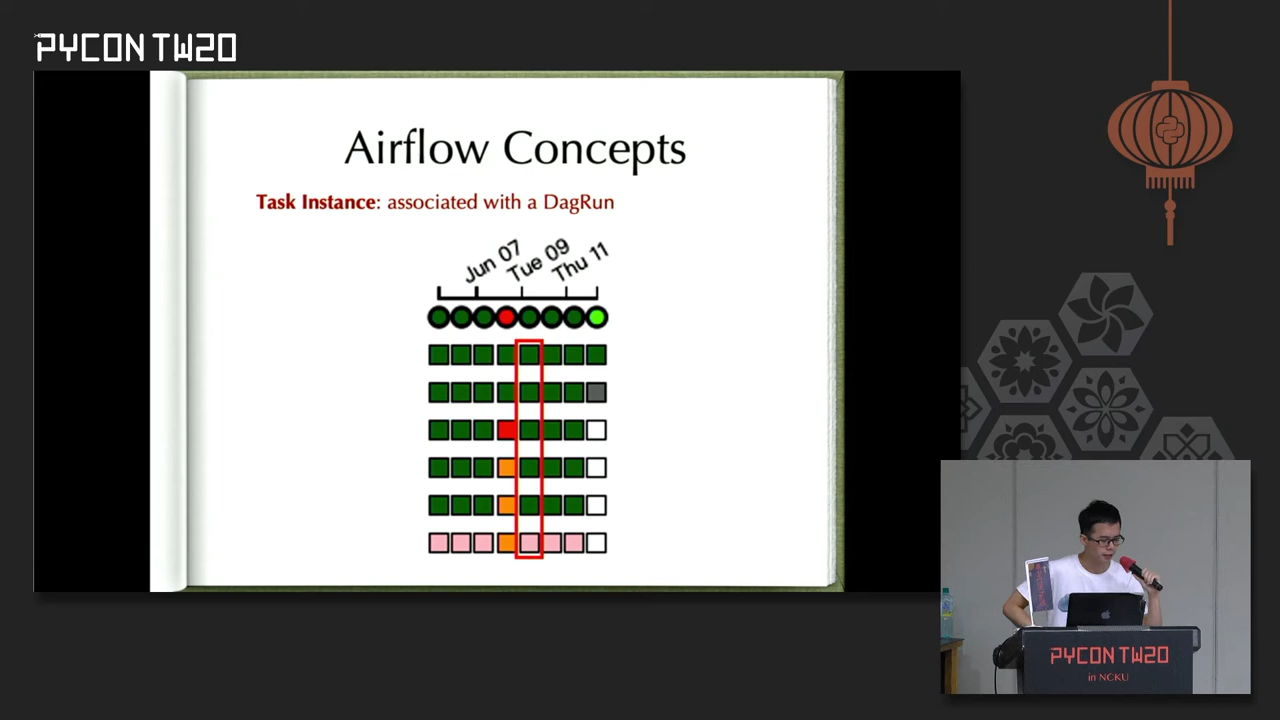 PYCON TW20
Airflow Concepts
Task Instance: associated with a DagRun
Jun 07
Tue 09
Thu 11
PYCON TW20
in NCKU